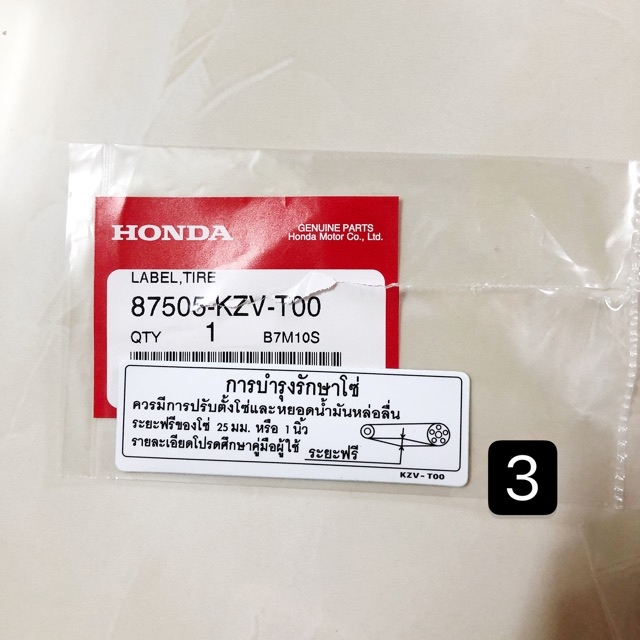 HONDA
GENUINE PARTS
Honda Motor Co., Ltd.
LABEL,TIRE
87505-KZV-T00
QTY 1 B7M10S
การบำรุงรักษาโซ่
ควรมีการปรับตั้งโซ่และหยอดน้ำมันหล่อลื่น
ระยะฟรีของโซ่ 25 มม. หรือ 1 นิ้ว
รายละเอียดโปรดศึกษาคู่มือผู้ใช้ ระยะฟรี
KZV-T00
3